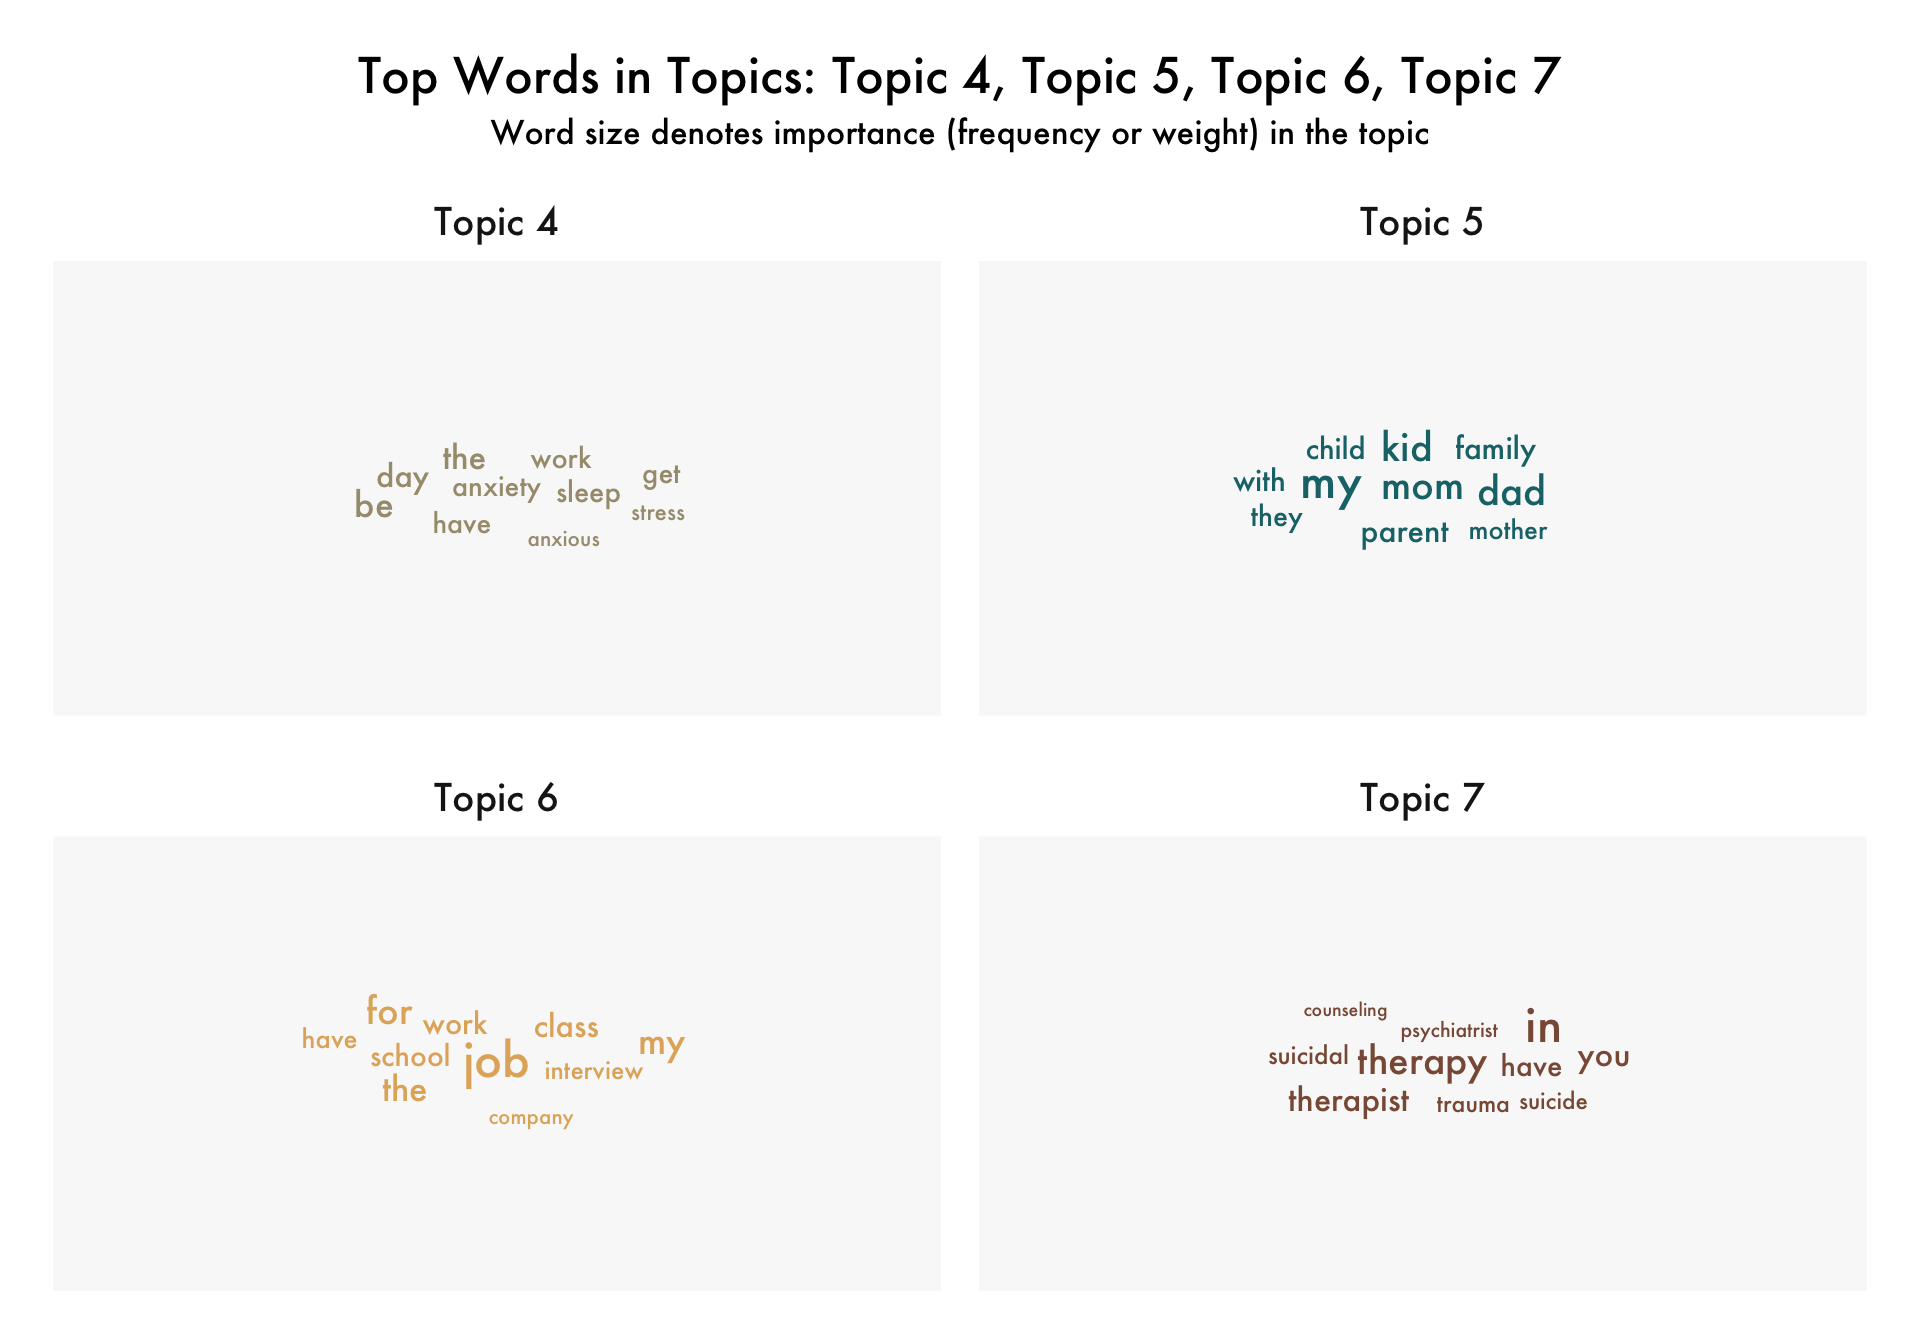 Top Words in Topics: Topic 4, Topic 5, Topic 6, Topic 7
Word size denotes importance (frequency or weight) in the topic
Topic 4
the work
day get
be anxiety sleep
have stress
anxious
Topic 5
child kid family
with my mom dad
they parent mother
Topic 6
for work class
have school job interview my
the
company
Topic 7
counseling psychiatrist in
suicidal therapy have you
therapist trauma suicide